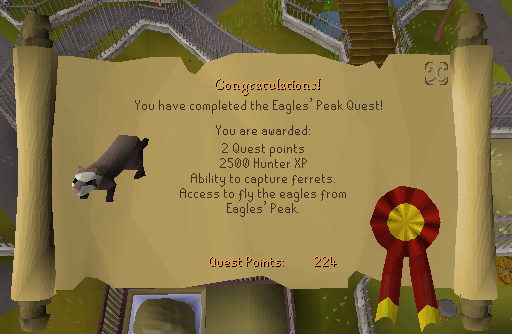 Congratulations!
You have completed the Eagles' Peak Quest!
You are awarded:
2 Quest points
2500 Hunter XP
Ability to capture ferrets.
Access to fly the eagles from
Eagles' Peak.
Quest Points: 224